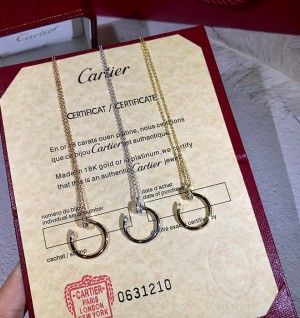 Cartier
CERTIFICAT / CERTIFICATE
En or 18 carats ou en platine, nous certifions
que ce bijou Cartier est authentique
Made in 18K gold or in platinum, we certify
that this is an authentic Cartier jewel
numéro du bijou
individual serial number
date d'achat
date of purchase
cachet / stamp
CARTIER
PARIS
LONDON
NEW YORK
0631210